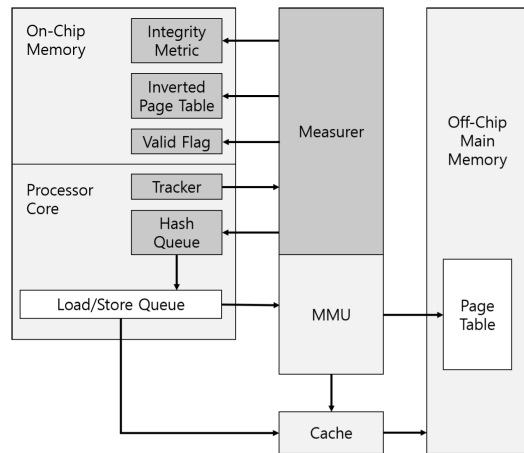 On-Chip
Memory
Integrity
Metric
Inverted
Page Table
Valid Flag
Processor
Core
Tracker
Hash
Queue
Load/Store Queue
Measurer
MMU
Cache
Off-Chip
Main
Memory
Page
Table